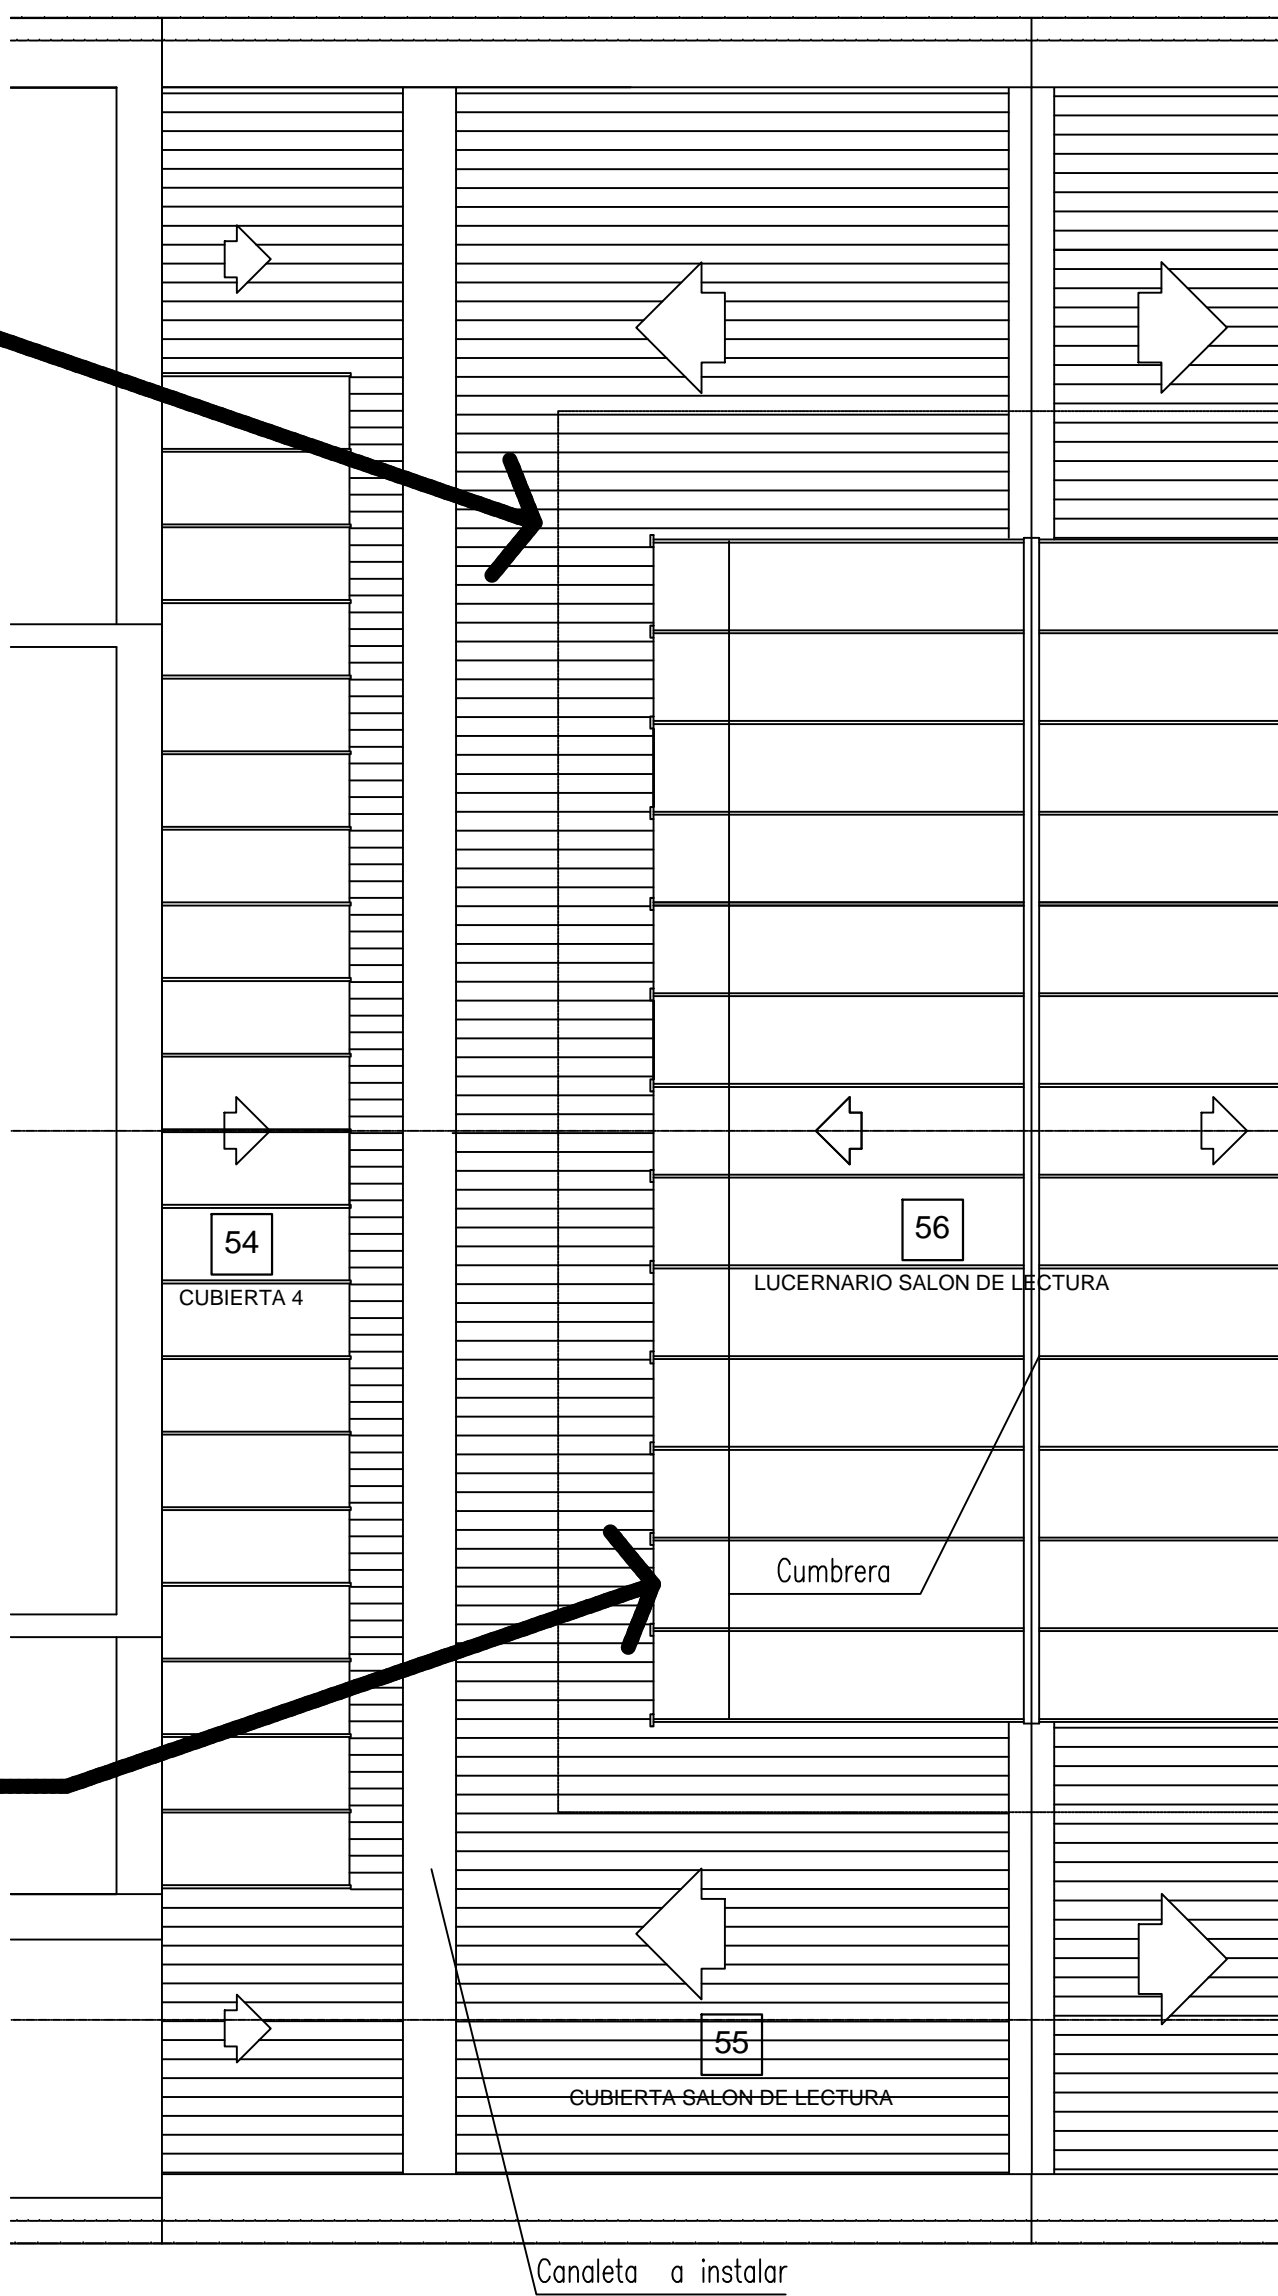 54
CUBIERTA 4
56
LUCERNARIO SALON DE LECTURA
Cumbrera
55
CUBIERTA SALON DE LECTURA
Canaleta a instalar